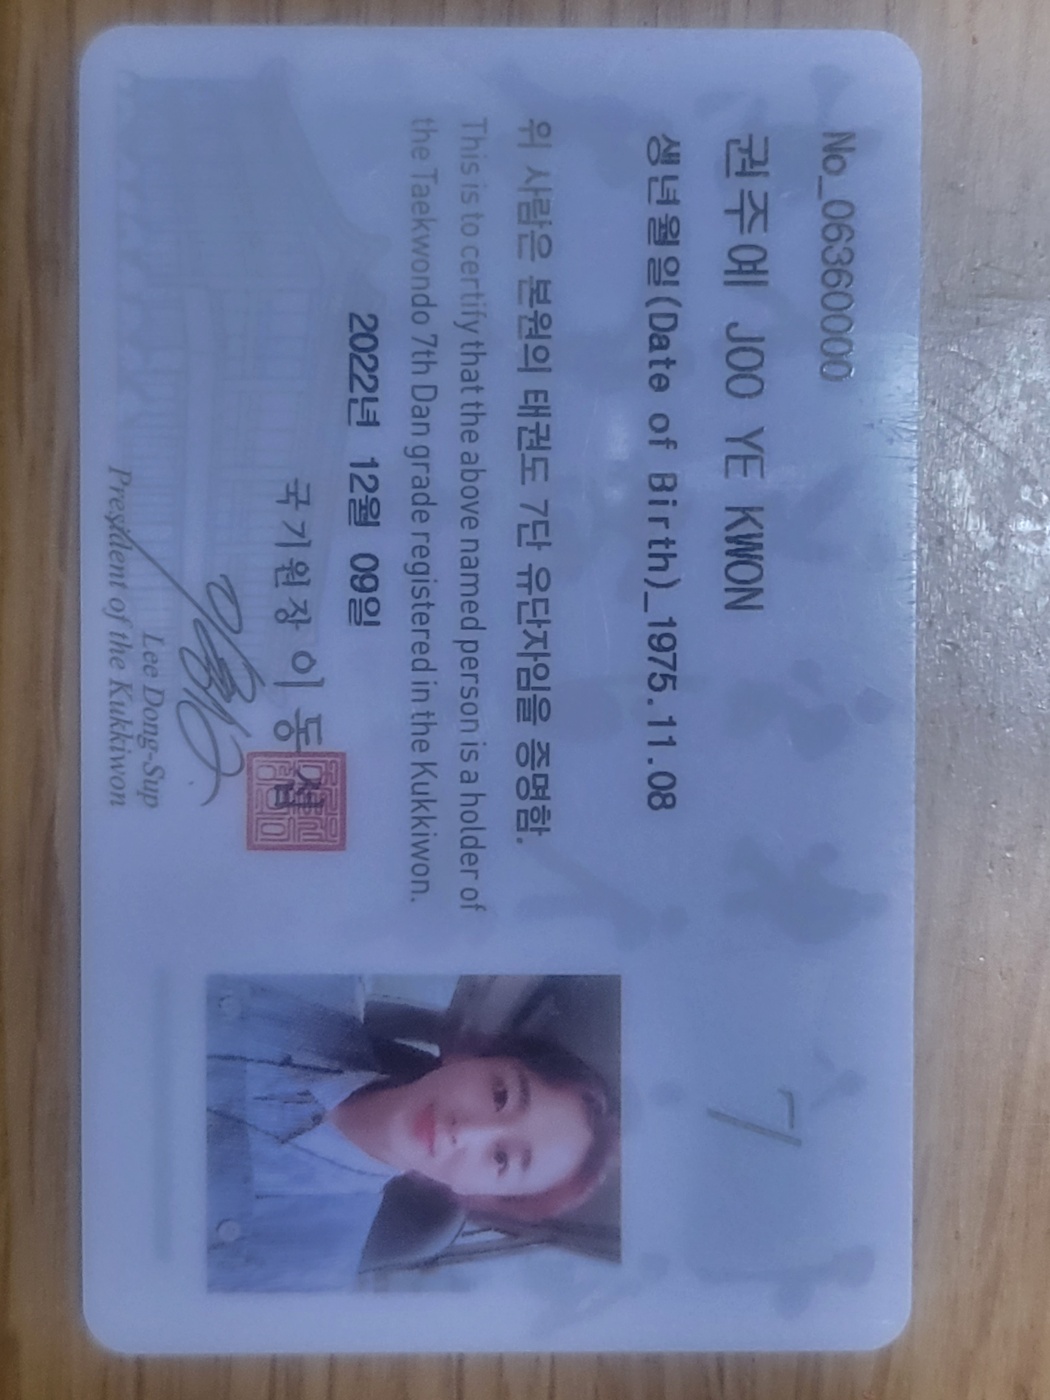 No_06360000
권주예 JOO YE KWON
생년월일(Date of Birth)_1975.11.08
위 사람은 본원의 태권도 7단 유단자임을 증명함.
This is to certify that the above named person is a holder of
the Taekwondo 7th Dan grade registered in the Kukkiwon.
2022년 12월 09일
국기원장 이동섭
Lee Dong-Sup
President of the Kukkiwon
7